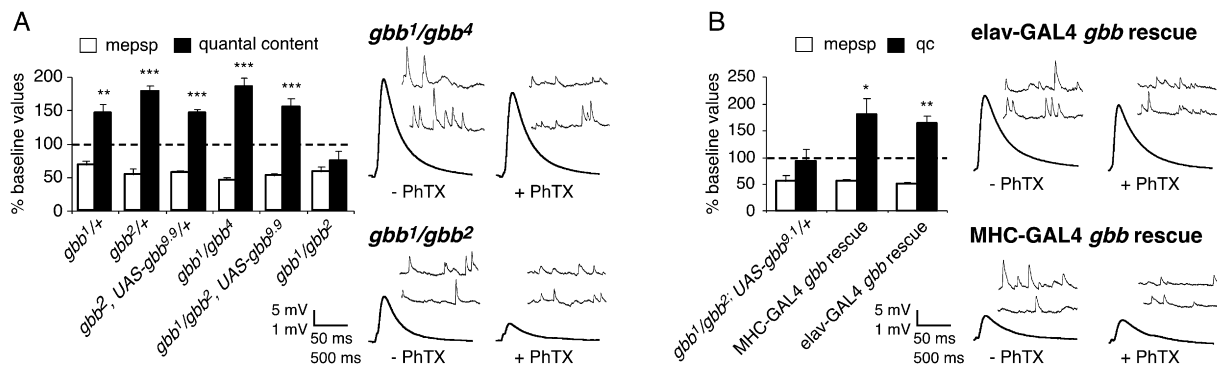 A
mepsp quantal content
% baseline values
200
150
100
50
0
** *** *** *** ***
gbb1/+
gbb2/+
gbb2, UAS-gbb9.9/+
gbb1/gbb4
gbb1/gbb2, UAS-gbb9.9
gbb1/gbb2
gbb1/gbb4
- PhTX + PhTX
gbb1/gbb2
5 mV
1 mV
50 ms
500 ms
- PhTX + PhTX
B
mepsp qc
% baseline values
250
200
150
100
50
0
* **
gbb1/gbb2; UAS-gbb9.1/+
MHC-GAL4 gbb rescue
elav-GAL4 gbb rescue
elav-GAL4 gbb rescue
- PhTX + PhTX
MHC-GAL4 gbb rescue
5 mV
1 mV
50 ms
500 ms
- PhTX + PhTX